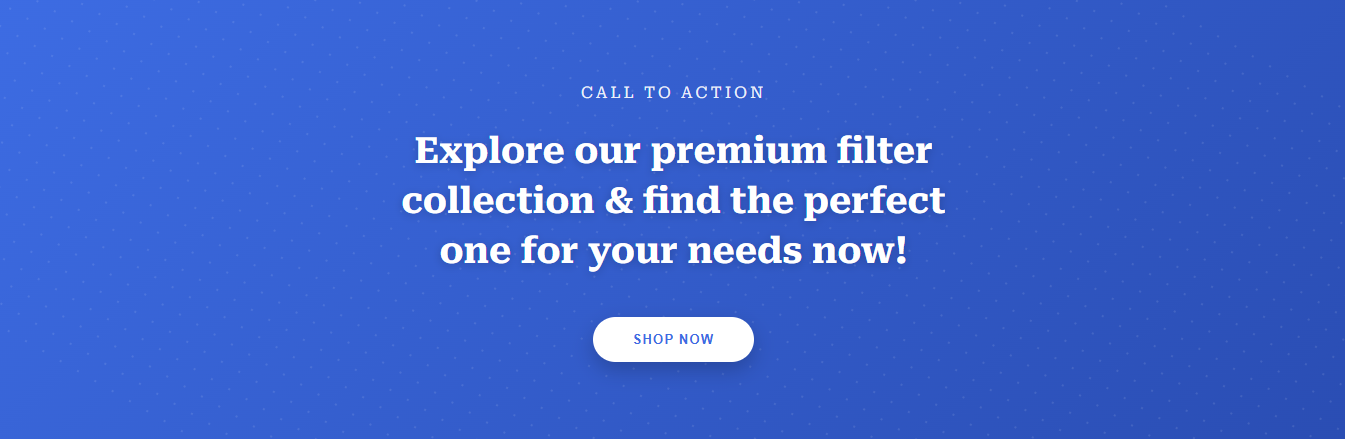 CALL TO ACTION
Explore our premium filter
collection & find the perfect
one for your needs now!
SHOP NOW